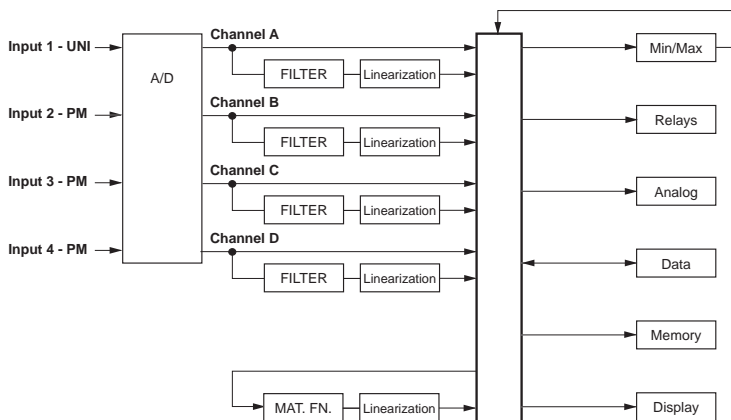 Input 1 - UNI
Input 2 - PM
Input 3 - PM
Input 4 - PM
A/D
Channel A
FILTER
Linearization
Channel B
FILTER
Linearization
Channel C
FILTER
Linearization
Channel D
FILTER
Linearization
MAT. FN.
Linearization
Min/Max
Relays
Analog
Data
Memory
Display